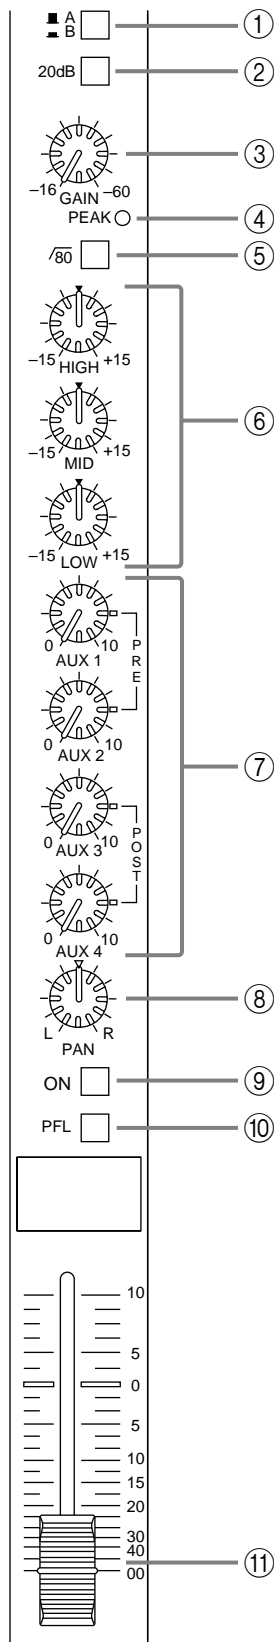 A
B
①
20dB
②
③
–16 GAIN –60
PEAK
④
80
⑤
–15 +15
HIGH
–15 +15
MID
⑥
–15 +15
LOW
0 10
AUX 1
PRE
0 10
AUX 2
⑦
0 10
AUX 3
POST
0 10
AUX 4
⑧
L R
PAN
ON
⑨
PFL
⑩
10
5
0
5
10
15
20
30
40
⑪
00